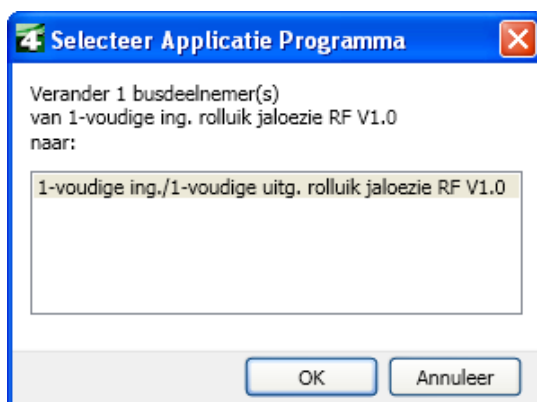 4 Selecteer Applicatie Programma
Verander 1 busdeelnemer(s)
van 1-voudige ing. rolluik jaloezie RF V1.0
naar:
1-voudige ing./1-voudige uitg. rolluik jaloezie RF V1.0
OK Annuleer